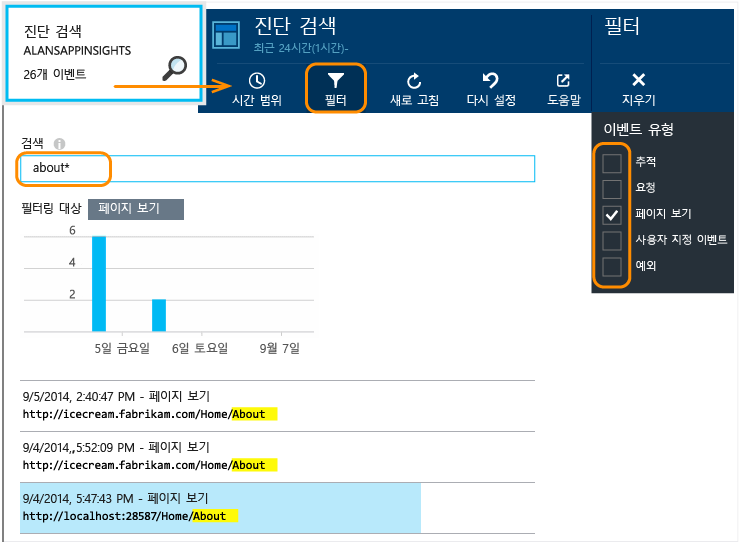 진단 검색
ALANSAPPINSIGHTS
26개 이벤트
진단 검색
최근 24시간(1시간)-
시간 범위
필터
새로 고침
다시 설정
도움말
필터
지우기
이벤트 유형
추적
요청
페이지 보기
사용자 지정 이벤트
예외
검색
about*
필터링 대상 페이지 보기
6
4
2
5일 금요일 6일 토요일 9월 7일
9/5/2014, 2:40:47 PM - 페이지 보기
http://icecream.fabrikam.com/Home/About
9/4/2014,,5:52:09 PM - 페이지 보기
http://icecream.fabrikam.com/Home/About
9/4/2014, 5:47:43 PM - 페이지 보기
http://localhost:28587/Home/About